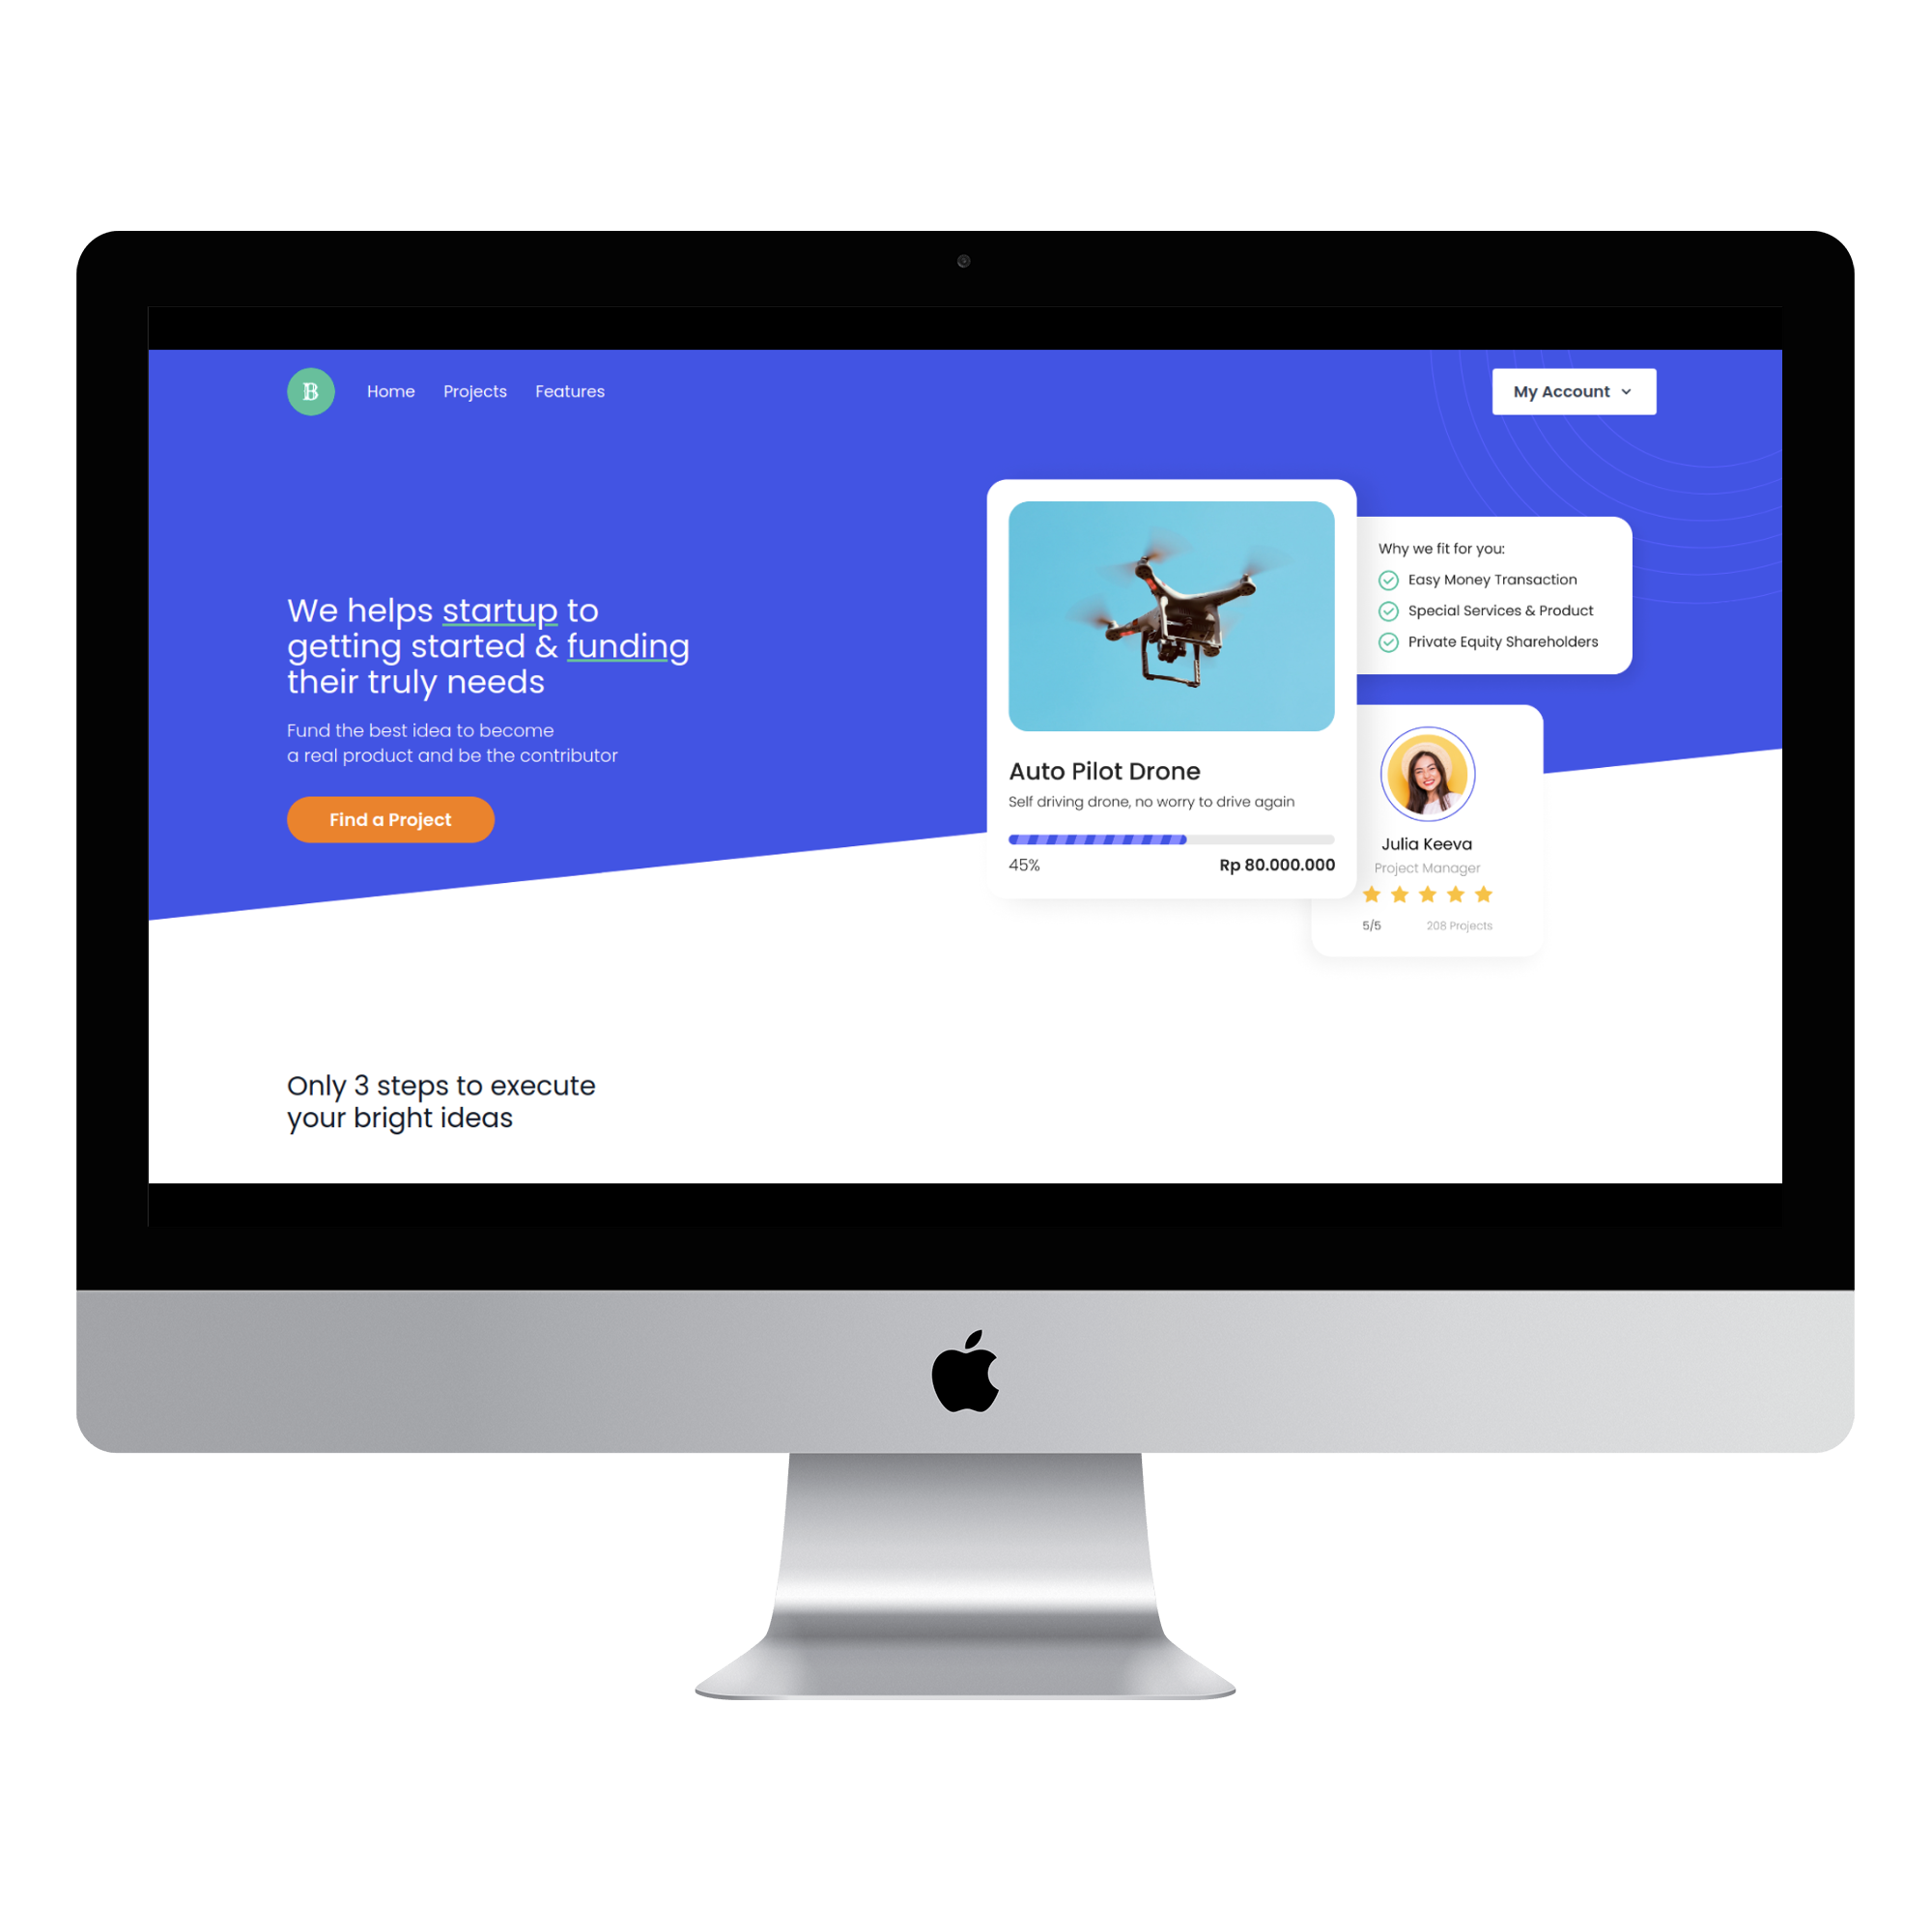 B
Home Projects Features
My Account
We helps startup to
getting started & funding
their truly needs
Fund the best idea to become
a real product and be the contributor
Find a Project
Auto Pilot Drone
Self driving drone, no worry to drive again
45% Rp 80.000.000
Why we fit for you:
Easy Money Transaction
Special Services & Product
Private Equity Shareholders
Julia Keeva
Project Manager
5/5 208 Projects
Only 3 steps to execute
your bright ideas